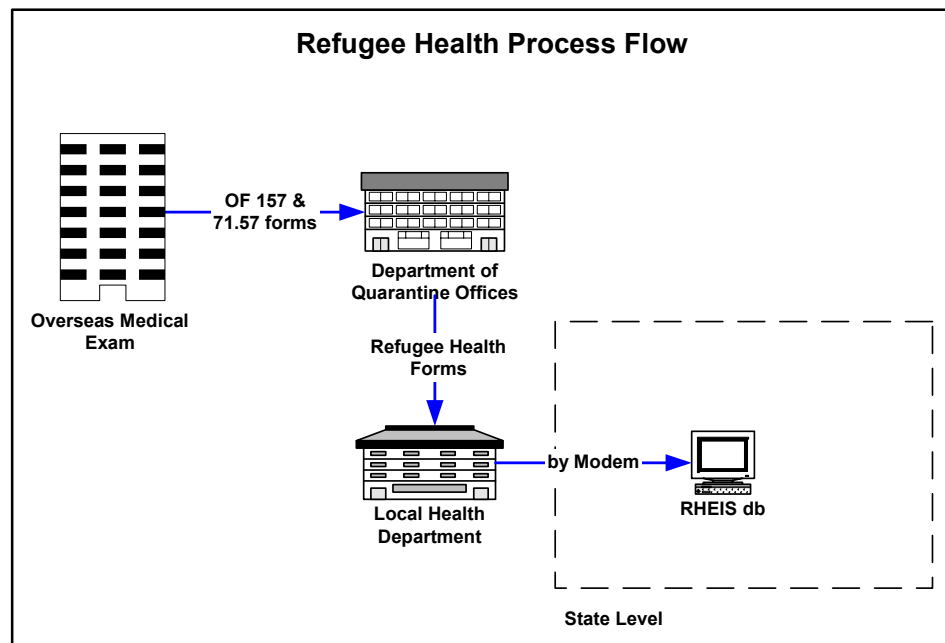 Refugee Health Process Flow
OF 157 &
71.57 forms
Overseas Medical
Exam
Department of
Quarantine Offices
Refugee Health
Forms
Local Health
Department
by Modem
RHEIS db
State Level